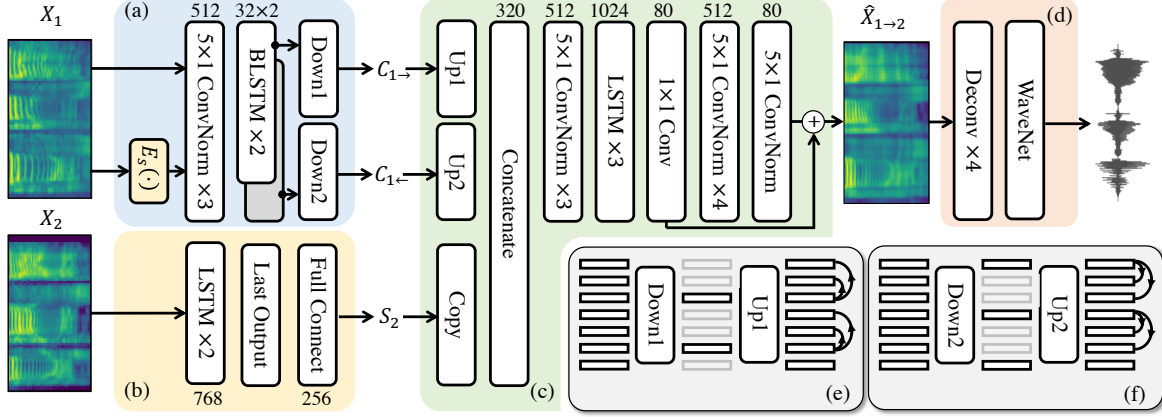 X₁
(a)
512
32×2
5×1 ConvNorm ×3
BLSTM ×2
Down1
Down2
E_s(·)
C₁→
C₁←
X₂
(b)
LSTM ×2
Last Output
Full Connect
768
256
S₂
320
512
1024
80
512
80
Up1
Up2
Copy
Concatenate
5×1 ConvNorm ×3
LSTM ×3
1×1 Conv
5×1 ConvNorm ×4
5×1 ConvNorm
+
(c)
X̂₁→₂
(d)
Deconv ×4
WaveNet
Down1
Up1
(e)
Down2
Up2
(f)